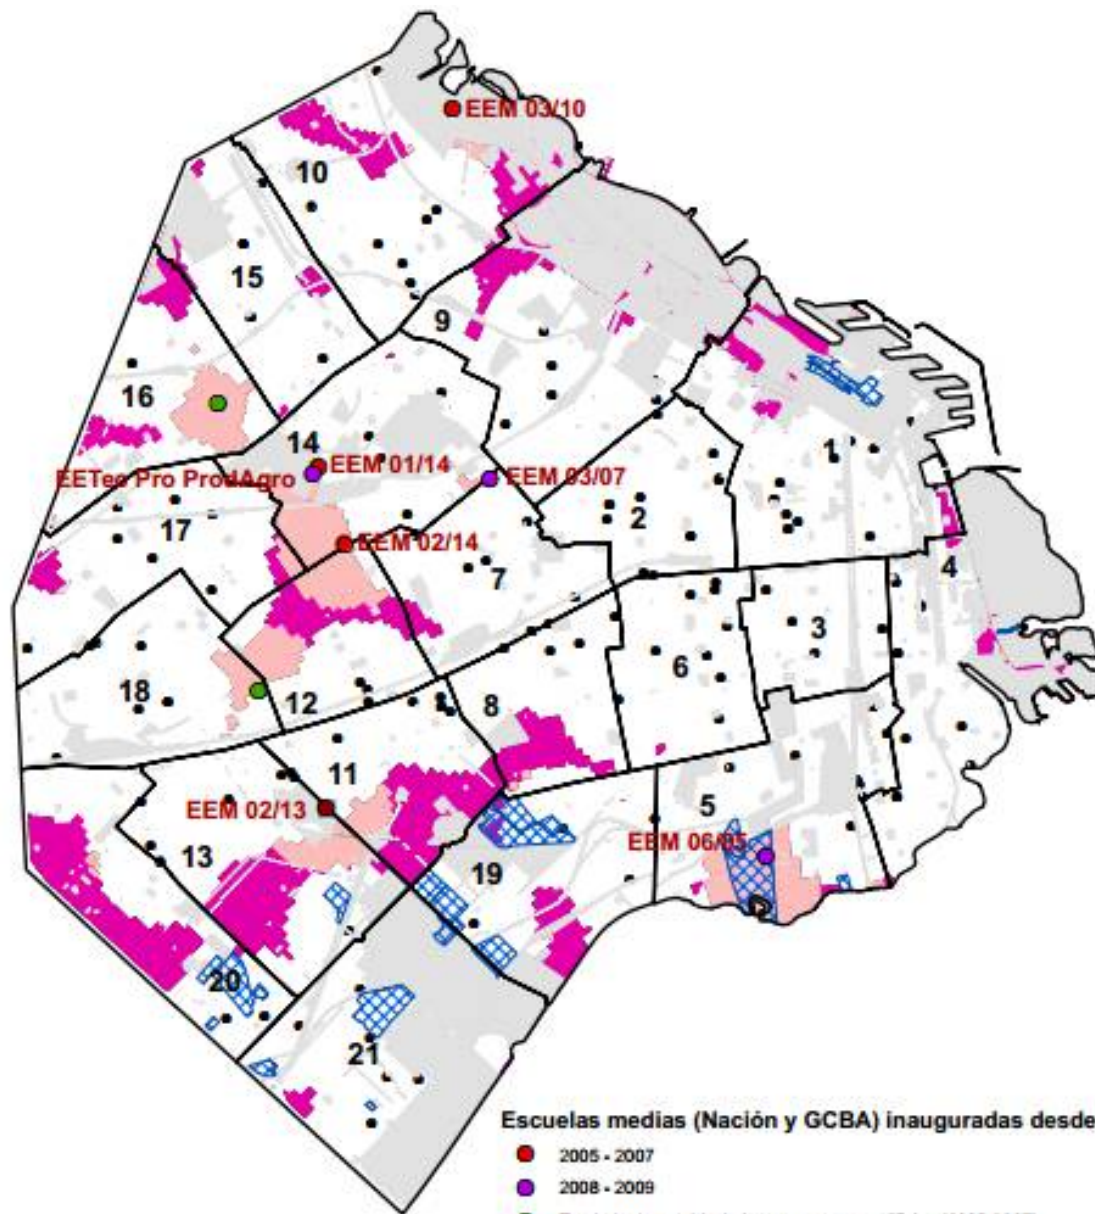 EEM 03/10
10
15
9
16
14
EEM 01/14
1
EETec Pro ProdAgro
EEM 03/07
17
2
EEM 02/14
7
4
3
6
18
12
8
11
5
EEM 02/13
EEM 06/05
13
19
20
21
Escuelas medias (Nación y GCBA) inauguradas desde
2005 - 2007
2008 - 2009